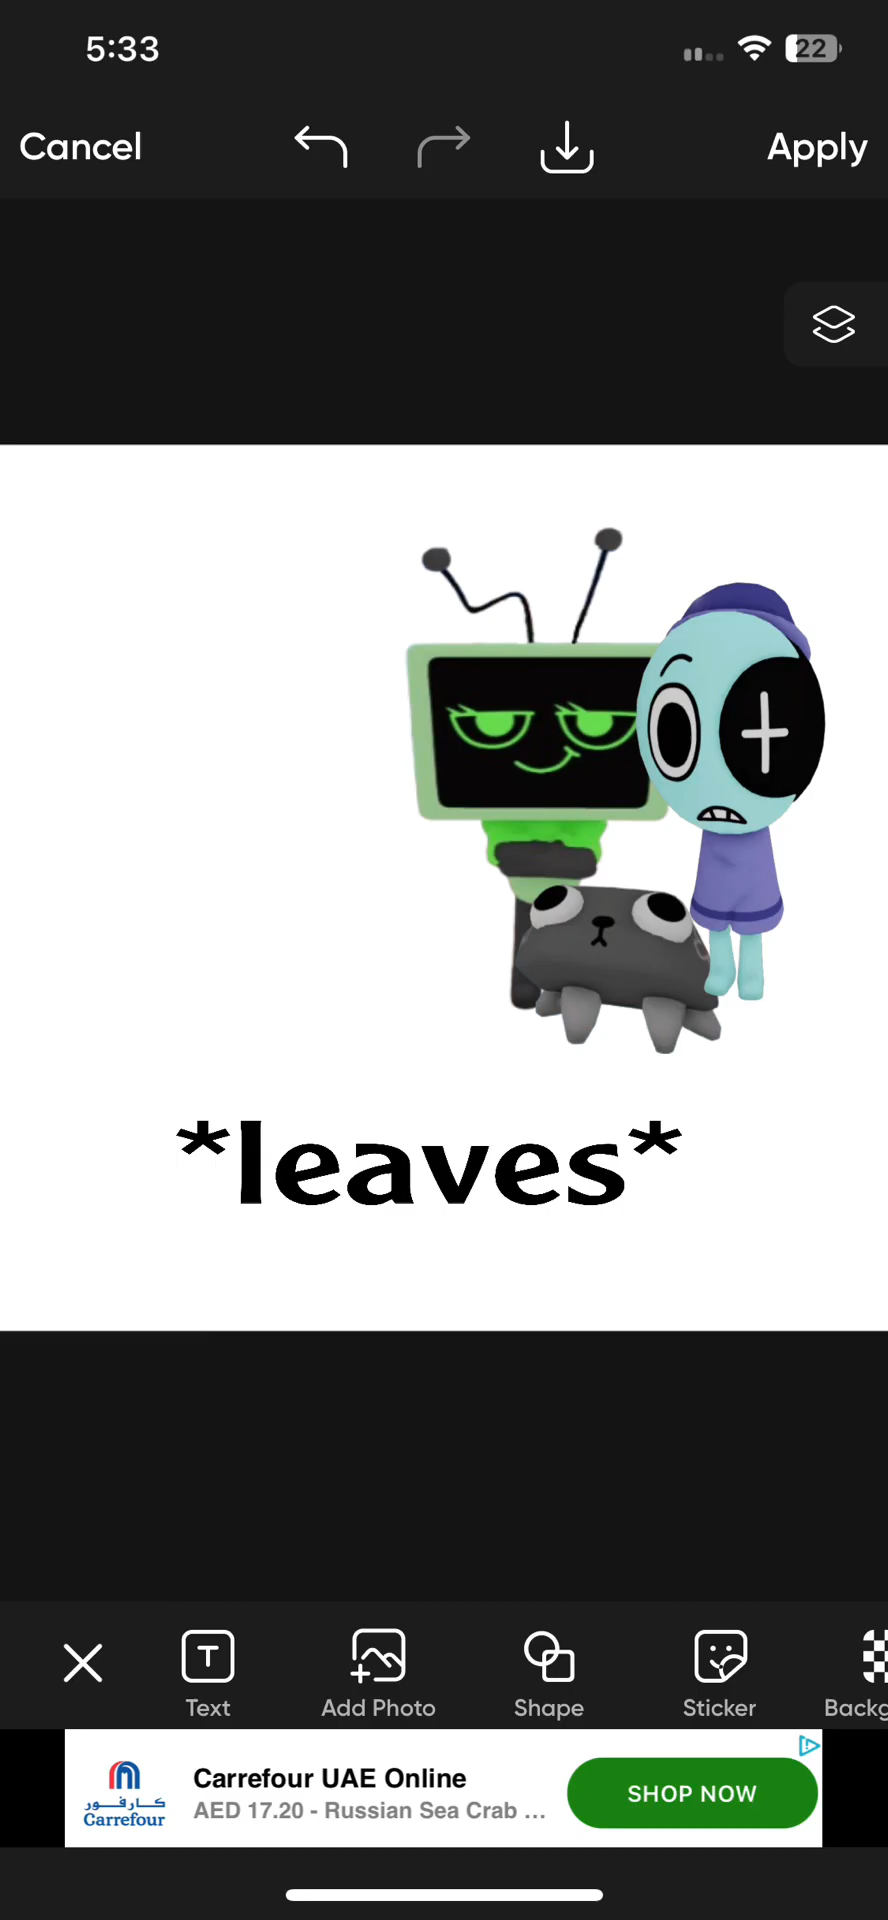 5:33
22
Cancel
Apply
*leaves*
Text
Add Photo
Shape
Sticker
Backg
Carrefour UAE Online
AED 17.20 - Russian Sea Crab ...
SHOP NOW
كارفور
Carrefour